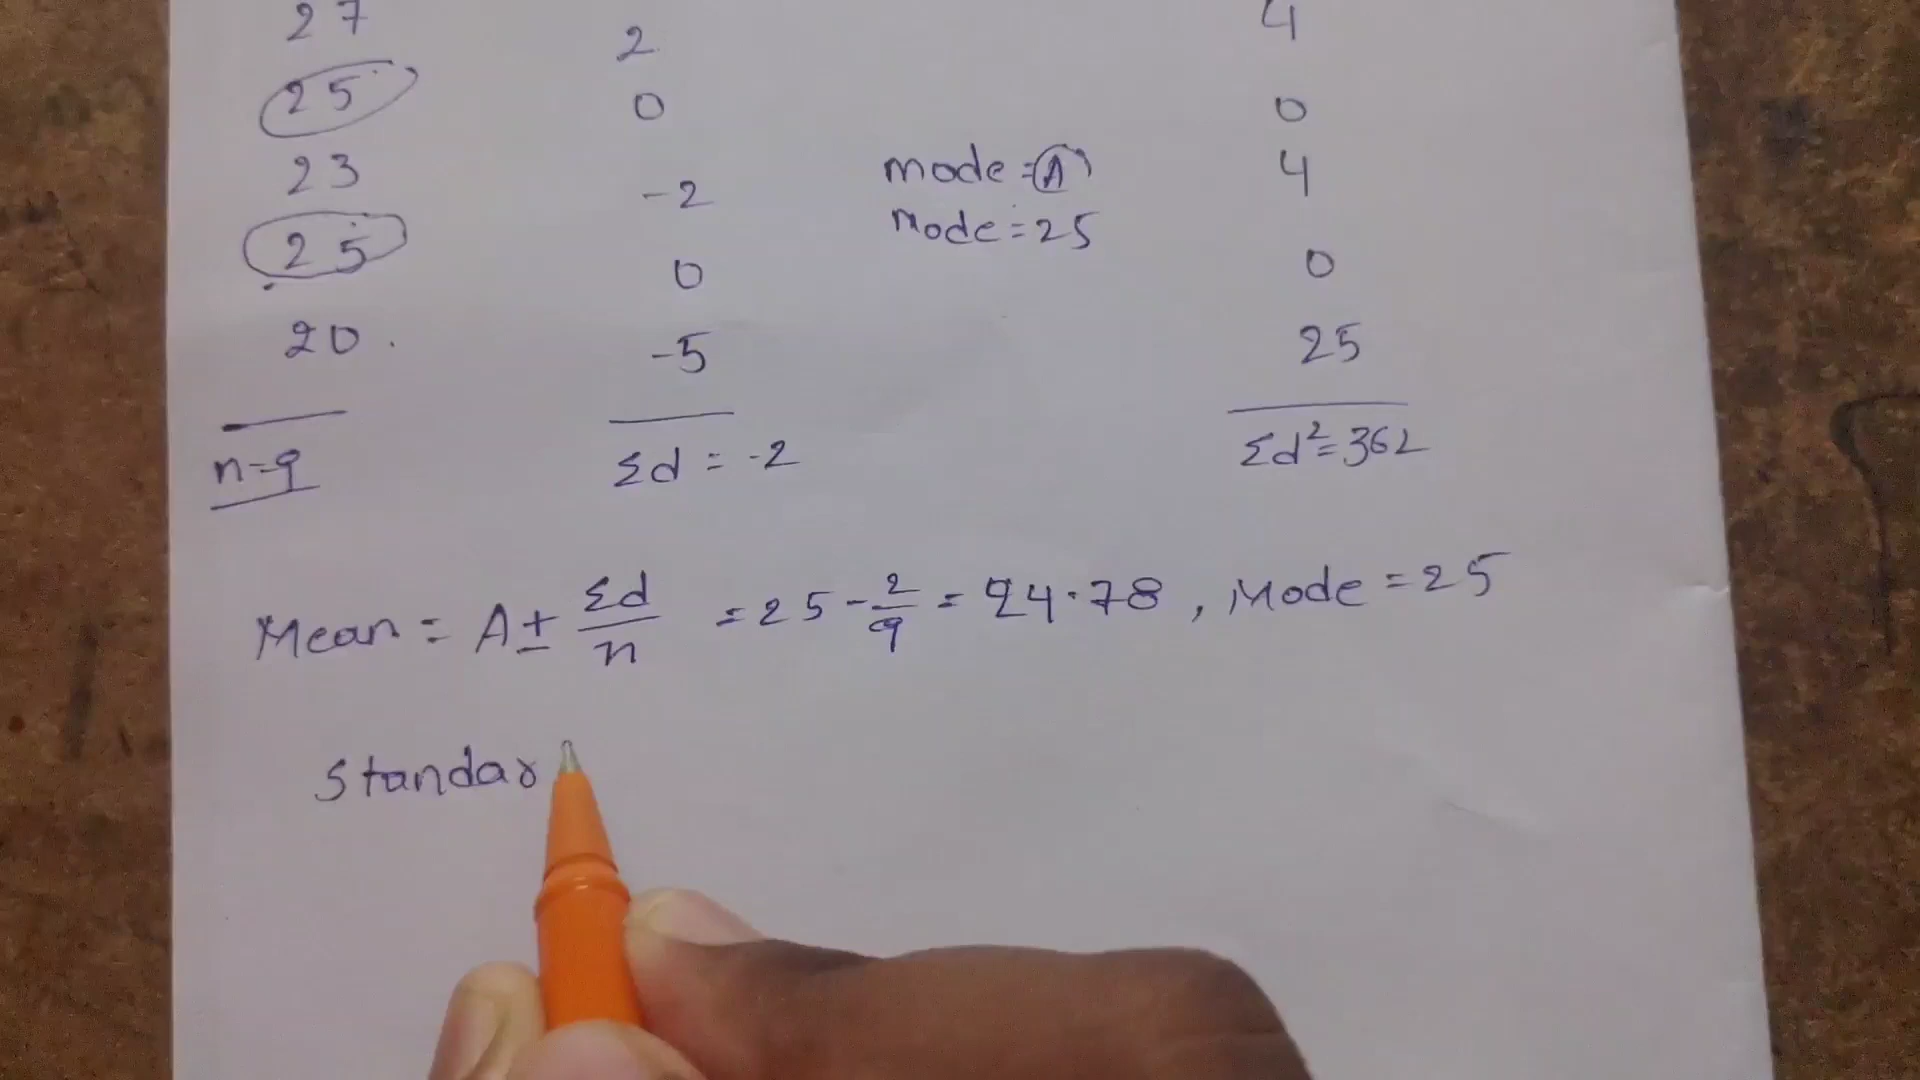 27 2 4
25 0 0
23 -2 mode = A 4
25 0 Mode = 25 0
20 . -5 25
n=9 Σd = -2 Σd²=362
Mean = A ± Σd/n = 25 - 2/9 = 24.78 , Mode = 25
Standar